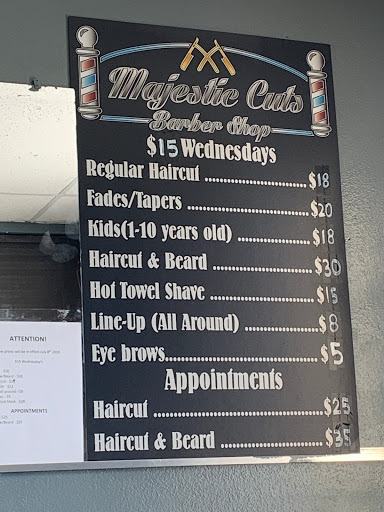 Majestic Cuts
Barber Shop
$15 Wednesdays
Regular Haircut ........................ $18
Fades/Tapers ........................ $20
Kids(1-10 years old) ................ $18
Haircut & Beard ..................... $30
Hot Towel Shave ..................... $15
Line-Up (All Around) ................ $8
Eye brows........................... $5
Appointments
Haircut ............................. $25
Haircut & Beard ..................... $35
ATTENTION!
$15 Wednesday's
APPOINTMENTS